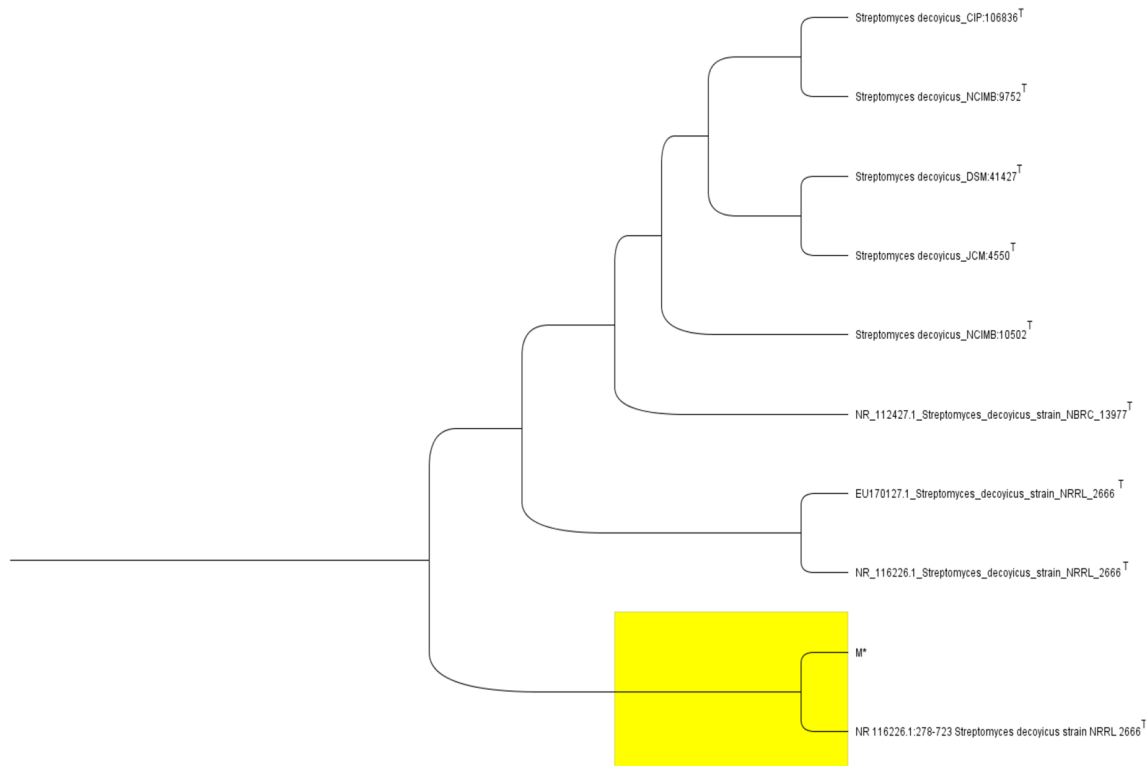 Streptomyces decoyicus_CIP:106836T
Streptomyces decoyicus_NCIMB:9752T
Streptomyces decoyicus_DSM:41427T
Streptomyces decoyicus_JCM:4550T
Streptomyces decoyicus_NCIMB:10502T
NR_112427.1_Streptomyces_decoyicus_strain_NBRC_13977T
EU170127.1_Streptomyces_decoyicus_strain_NRRL_2666 T
NR_116226.1_Streptomyces_decoyicus_strain_NRRL_2666T
M*
NR 116226.1:278-723 Streptomyces decoyicus strain NRRL 2666T